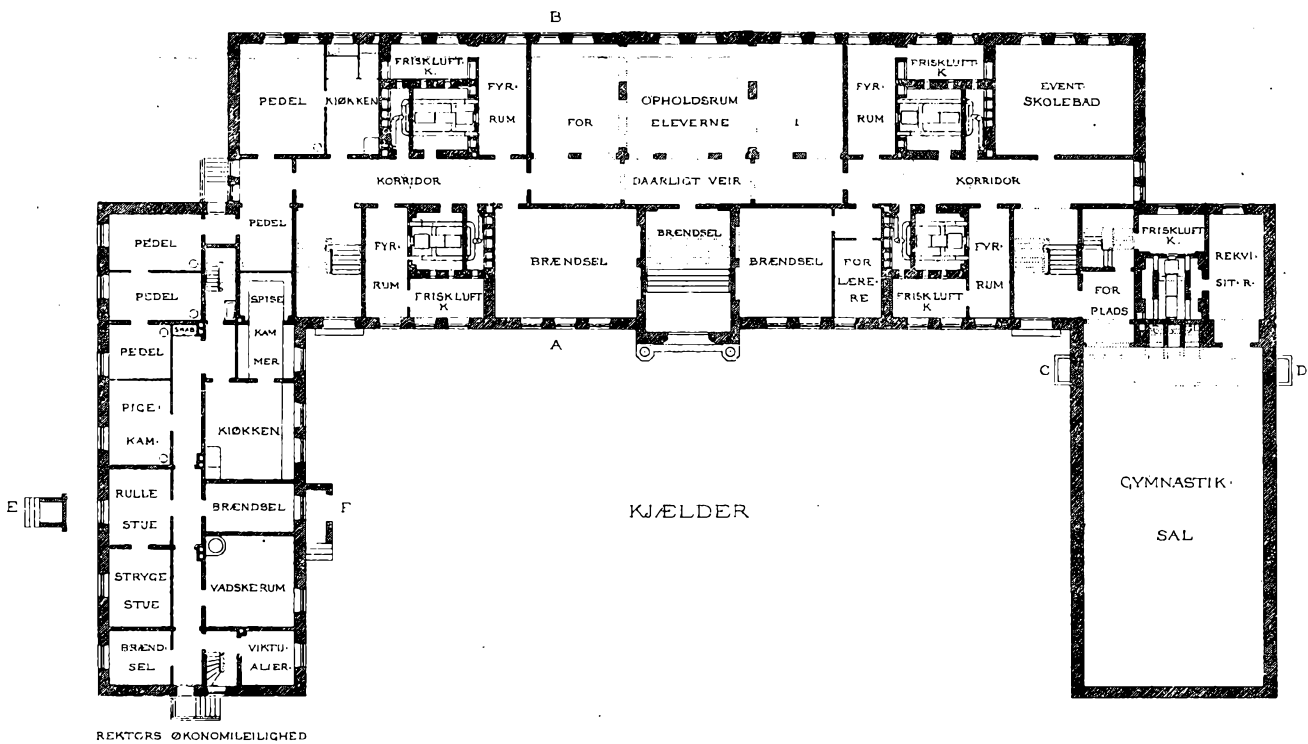 B
FRISKLUFT.
K.
FRISKLUFT
K.
PEDEL
KJØKKEN
FYR.
RUM
FOR
OPHOLDSRUM
ELEVERNE
FYR.
RUM
EVENT.
SKOLEBAD
KORRIDOR
DAARLIGT VEIR
KORRIDOR
PEDEL
PEDEL
PEDEL
SPISE
KAM
MER
FYR.
RUM
FRISKLUFT
K
BRÆNDSEL
BRÆNDSEL
BRÆNDSEL
FOR
LÆRE
RE
FRISKLUFT
K
FYR.
RUM
FOR
PLADS
FRISKLUFT
K.
REKVI
SIT. R.
SKAB
PEDEL
A
C
D
PIGE.
KAM.
KJØKKEN
RULLE
STUE
BRÆNDSEL
E
F
KJÆLDER
GYMNASTIK.
SAL
STRYGE
STUE
VADSKERUM
BRÆND.
SEL
VIKTU
ALIER.
REKTORS ØKONOMILEILIGHED